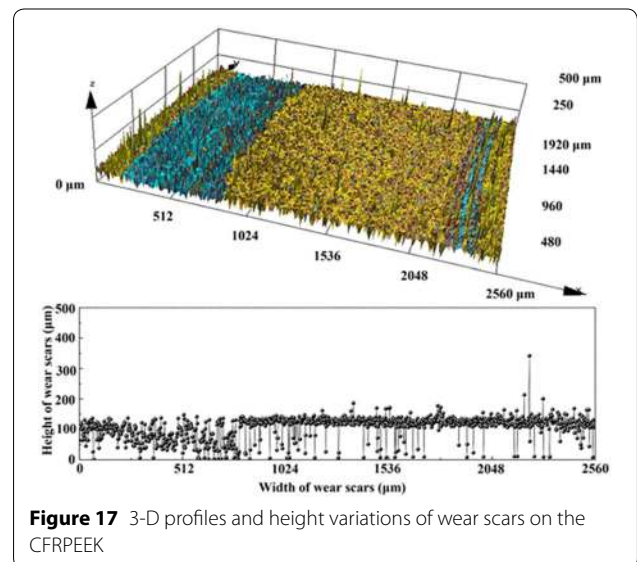 z
500 µm
250
1920 µm
1440
960
480
0 µm
512
1024
1536
2048
2560 µm
x
Height of wear scars (µm)
500
400
300
200
100
0
0
512
1024
1536
2048
2560
Width of wear scars (µm)
Figure 17 3-D profiles and height variations of wear scars on the
CFRPEEK